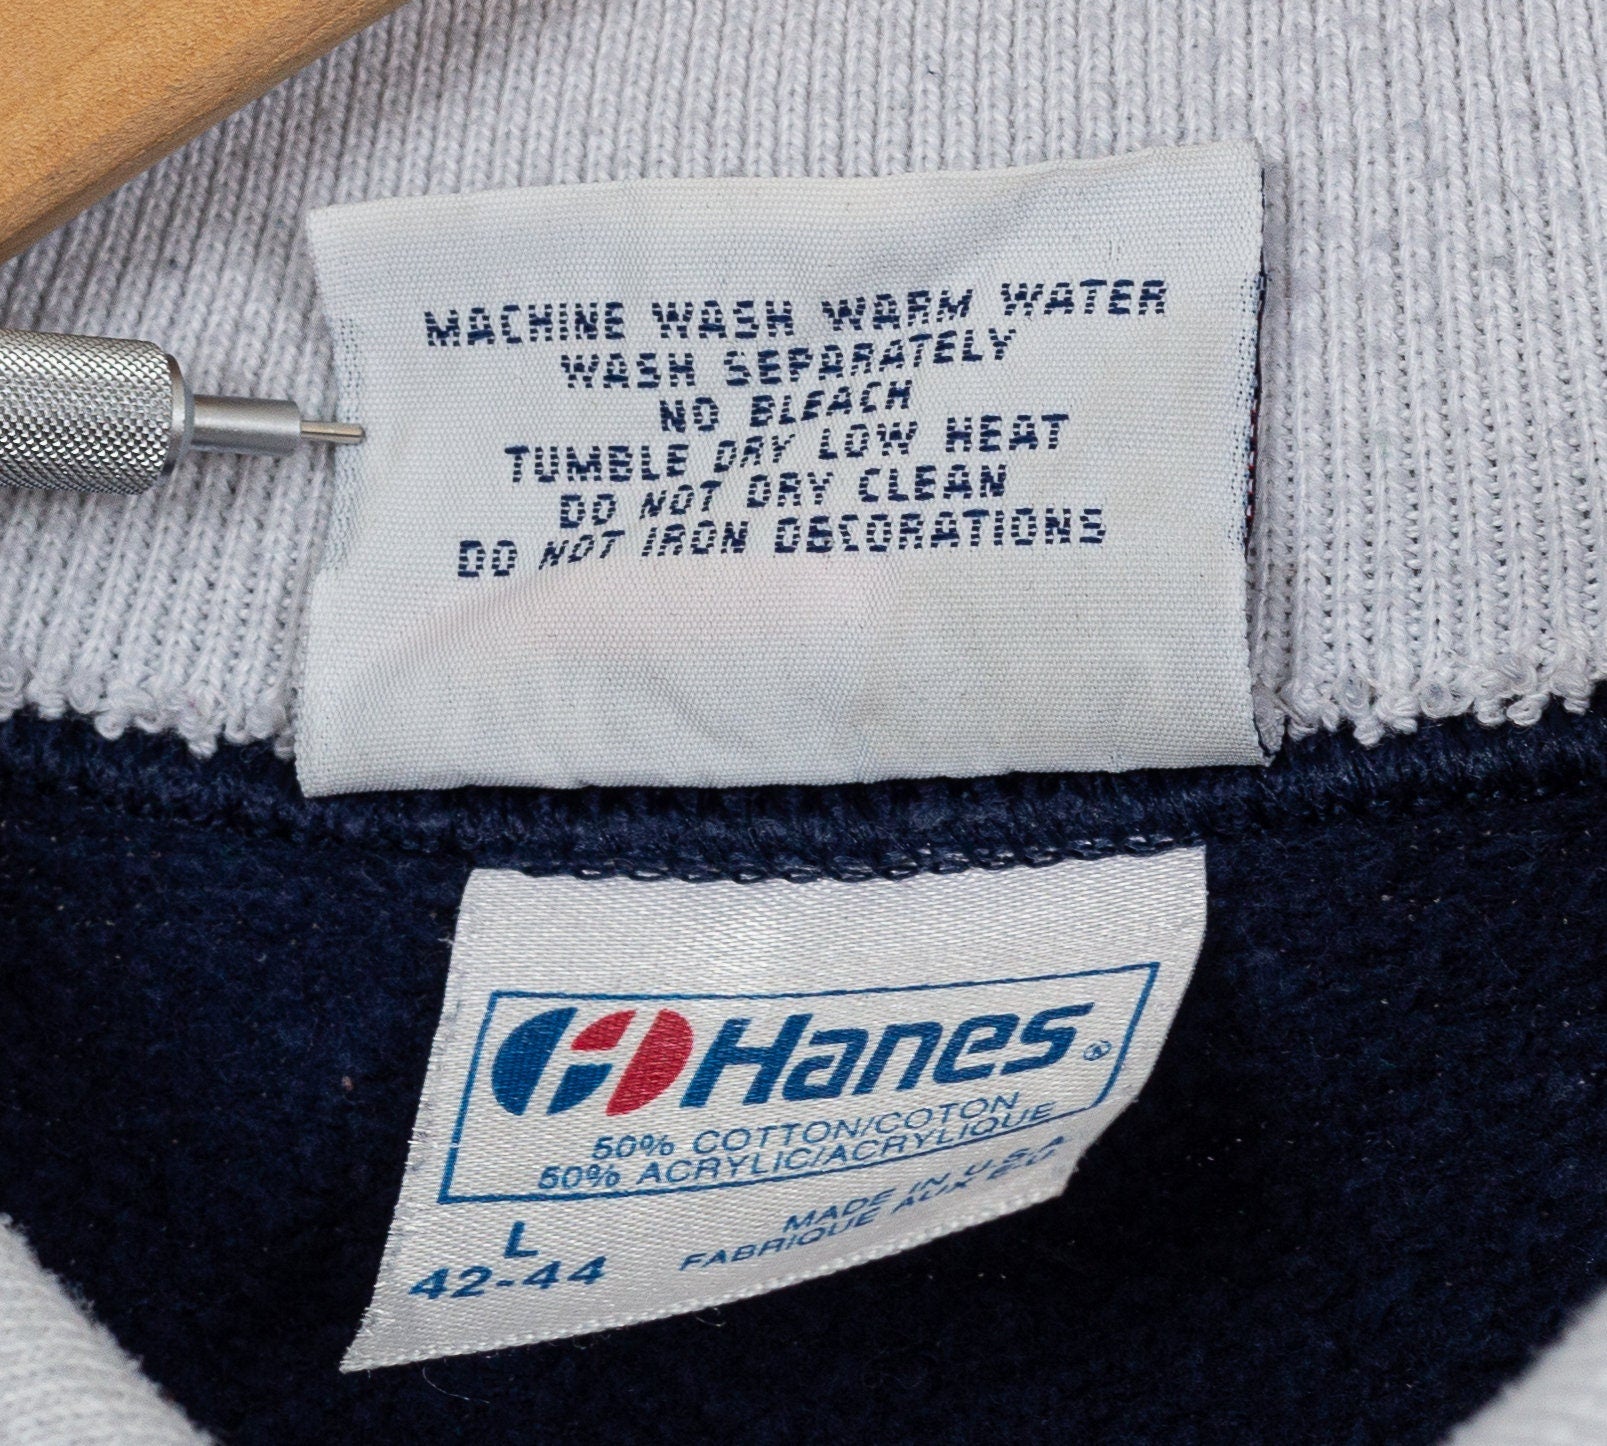 MACHINE WASH WARM WATER
WASH SEPARATELY
NO BLEACH
TUMBLE DRY LOW HEAT
DO NOT DRY CLEAN
DO NOT IRON DECORATIONS
Hanes®
50% COTTON/COTON
50% ACRYLIC/ACRYLIQUE
MADE IN U.S.A
FABRIQUE AUX E.U
L
42-44